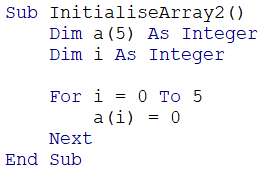 Sub InitialiseArray2()
    Dim a(5) As Integer
    Dim i As Integer

    For i = 0 To 5
        a(i) = 0
    Next
End Sub